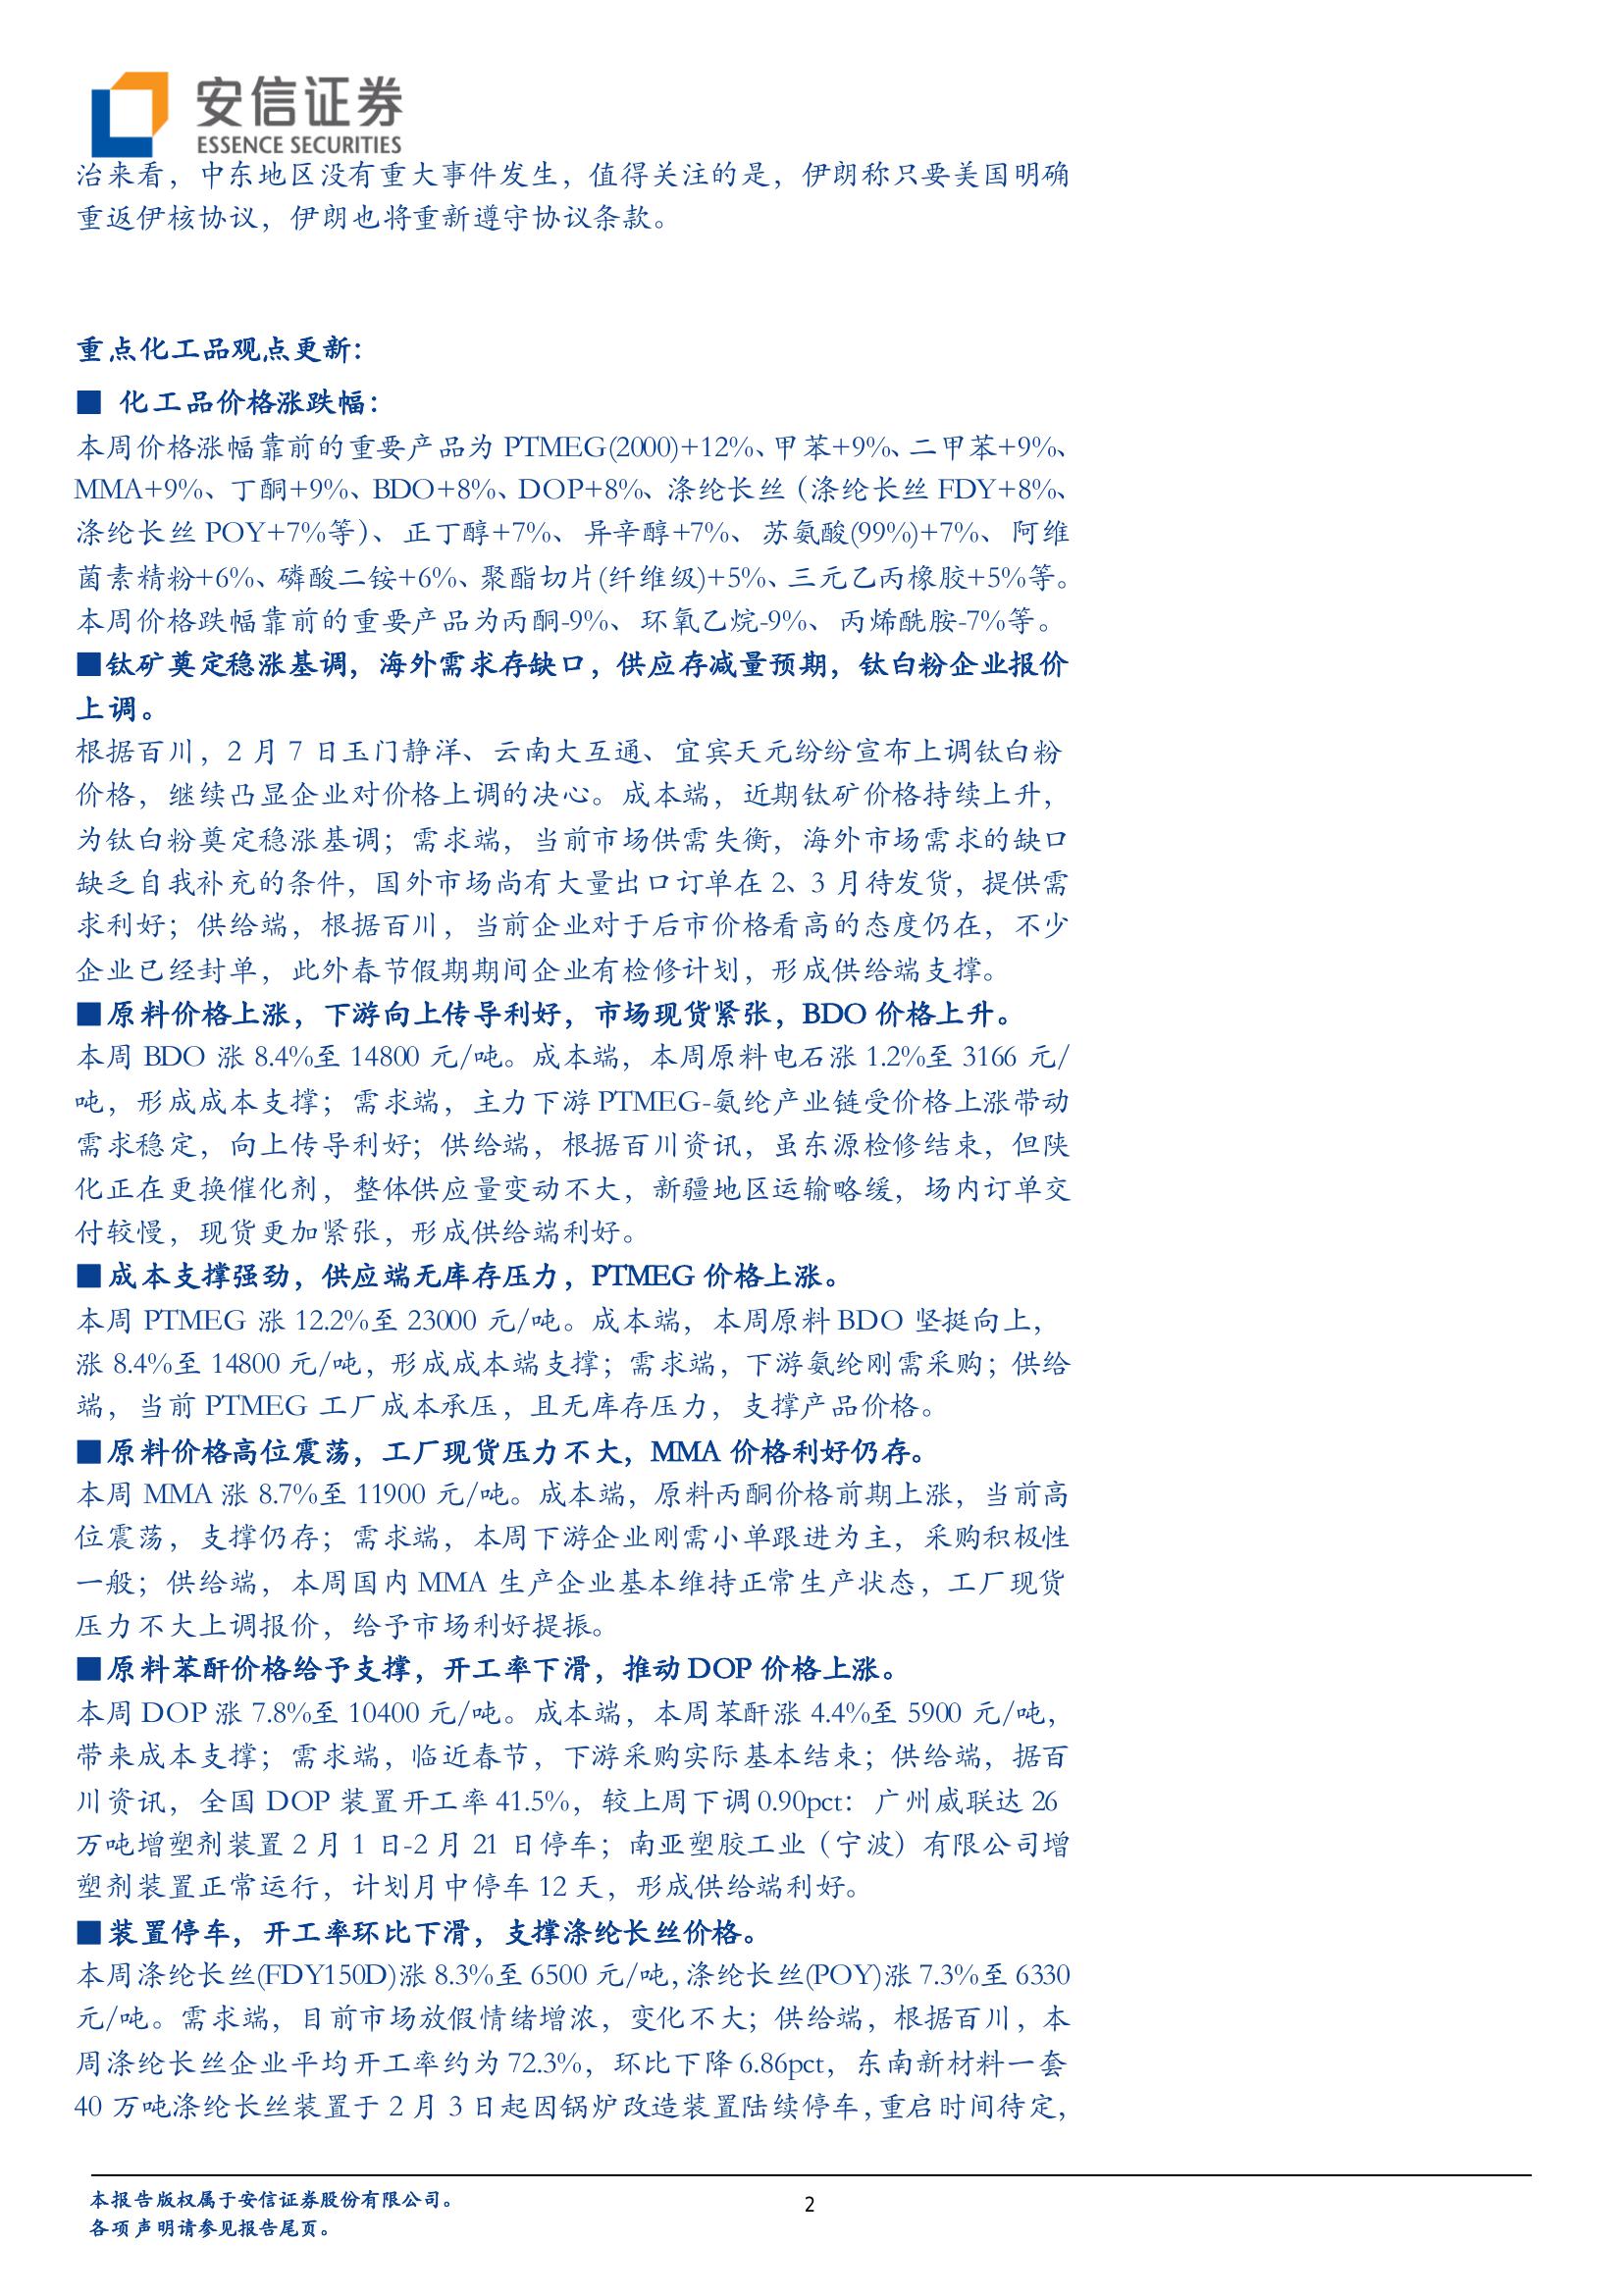 安信证券
ESSENCE SECURITIES
治来看，中东地区没有重大事件发生，值得关注的是，伊朗称只要美国明确
重返伊核协议，伊朗也将重新遵守协议条款。
重点化工品观点更新：
■ 化工品价格涨跌幅：
本周价格涨幅靠前的重要产品为 PTMEG(2000)+12%、甲苯+9%、二甲苯+9%、
MMA+9%、丁酮+9%、BDO+8%、DOP+8%、涤纶长丝（涤纶长丝 FDY+8%、
涤纶长丝 POY+7%等）、正丁醇+7%、异辛醇+7%、苏氨酸(99%)+7%、阿维
菌素精粉+6%、磷酸二铵+6%、聚酯切片(纤维级)+5%、三元乙丙橡胶+5%等。
本周价格跌幅靠前的重要产品为丙酮-9%、环氧乙烷-9%、丙烯酰胺-7%等。
■钛矿奠定稳涨基调，海外需求存缺口，供应存减量预期，钛白粉企业报价
上调。
根据百川，2 月 7 日玉门静洋、云南大互通、宜宾天元纷纷宣布上调钛白粉
价格，继续凸显企业对价格上调的决心。成本端，近期钛矿价格持续上升，
为钛白粉奠定稳涨基调；需求端，当前市场供需失衡，海外市场需求的缺口
缺乏自我补充的条件，国外市场尚有大量出口订单在 2、3 月待发货，提供需
求利好；供给端，根据百川，当前企业对于后市价格看高的态度仍在，不少
企业已经封单，此外春节假期期间企业有检修计划，形成供给端支撑。
■原料价格上涨，下游向上传导利好，市场现货紧张，BDO 价格上升。
本周 BDO 涨 8.4%至 14800 元/吨。成本端，本周原料电石涨 1.2%至 3166 元/
吨，形成成本支撑；需求端，主力下游 PTMEG-氨纶产业链受价格上涨带动
需求稳定，向上传导利好；供给端，根据百川资讯，虽东源检修结束，但陕
化正在更换催化剂，整体供应量变动不大，新疆地区运输略缓，场内订单交
付较慢，现货更加紧张，形成供给端利好。
■成本支撑强劲，供应端无库存压力，PTMEG 价格上涨。
本周 PTMEG 涨 12.2%至 23000 元/吨。成本端，本周原料 BDO 坚挺向上，
涨 8.4%至 14800 元/吨，形成成本端支撑；需求端，下游氨纶刚需采购；供给
端，当前 PTMEG 工厂成本承压，且无库存压力，支撑产品价格。
■原料价格高位震荡，工厂现货压力不大，MMA 价格利好仍存。
本周 MMA 涨 8.7%至 11900 元/吨。成本端，原料丙酮价格前期上涨，当前高
位震荡，支撑仍存；需求端，本周下游企业刚需小单跟进为主，采购积极性
一般；供给端，本周国内 MMA 生产企业基本维持正常生产状态，工厂现货
压力不大上调报价，给予市场利好提振。
■原料苯酐价格给予支撑，开工率下滑，推动 DOP 价格上涨。
本周 DOP 涨 7.8%至 10400 元/吨。成本端，本周苯酐涨 4.4%至 5900 元/吨，
带来成本支撑；需求端，临近春节，下游采购实际基本结束；供给端，据百
川资讯，全国 DOP 装置开工率 41.5%，较上周下调 0.90pct：广州威联达 26
万吨增塑剂装置 2 月 1 日-2 月 21 日停车；南亚塑胶工业（宁波）有限公司增
塑剂装置正常运行，计划月中停车 12 天，形成供给端利好。
■装置停车，开工率环比下滑，支撑涤纶长丝价格。
本周涤纶长丝(FDY150D)涨 8.3%至 6500 元/吨，涤纶长丝(POY)涨 7.3%至 6330
元/吨。需求端，目前市场放假情绪增浓，变化不大；供给端，根据百川，本
周涤纶长丝企业平均开工率约为 72.3%，环比下降 6.86pct，东南新材料一套
40 万吨涤纶长丝装置于 2 月 3 日起因锅炉改造装置陆续停车，重启时间待定，
本报告版权属于安信证券股份有限公司。
2
各项声明请参见报告尾页。